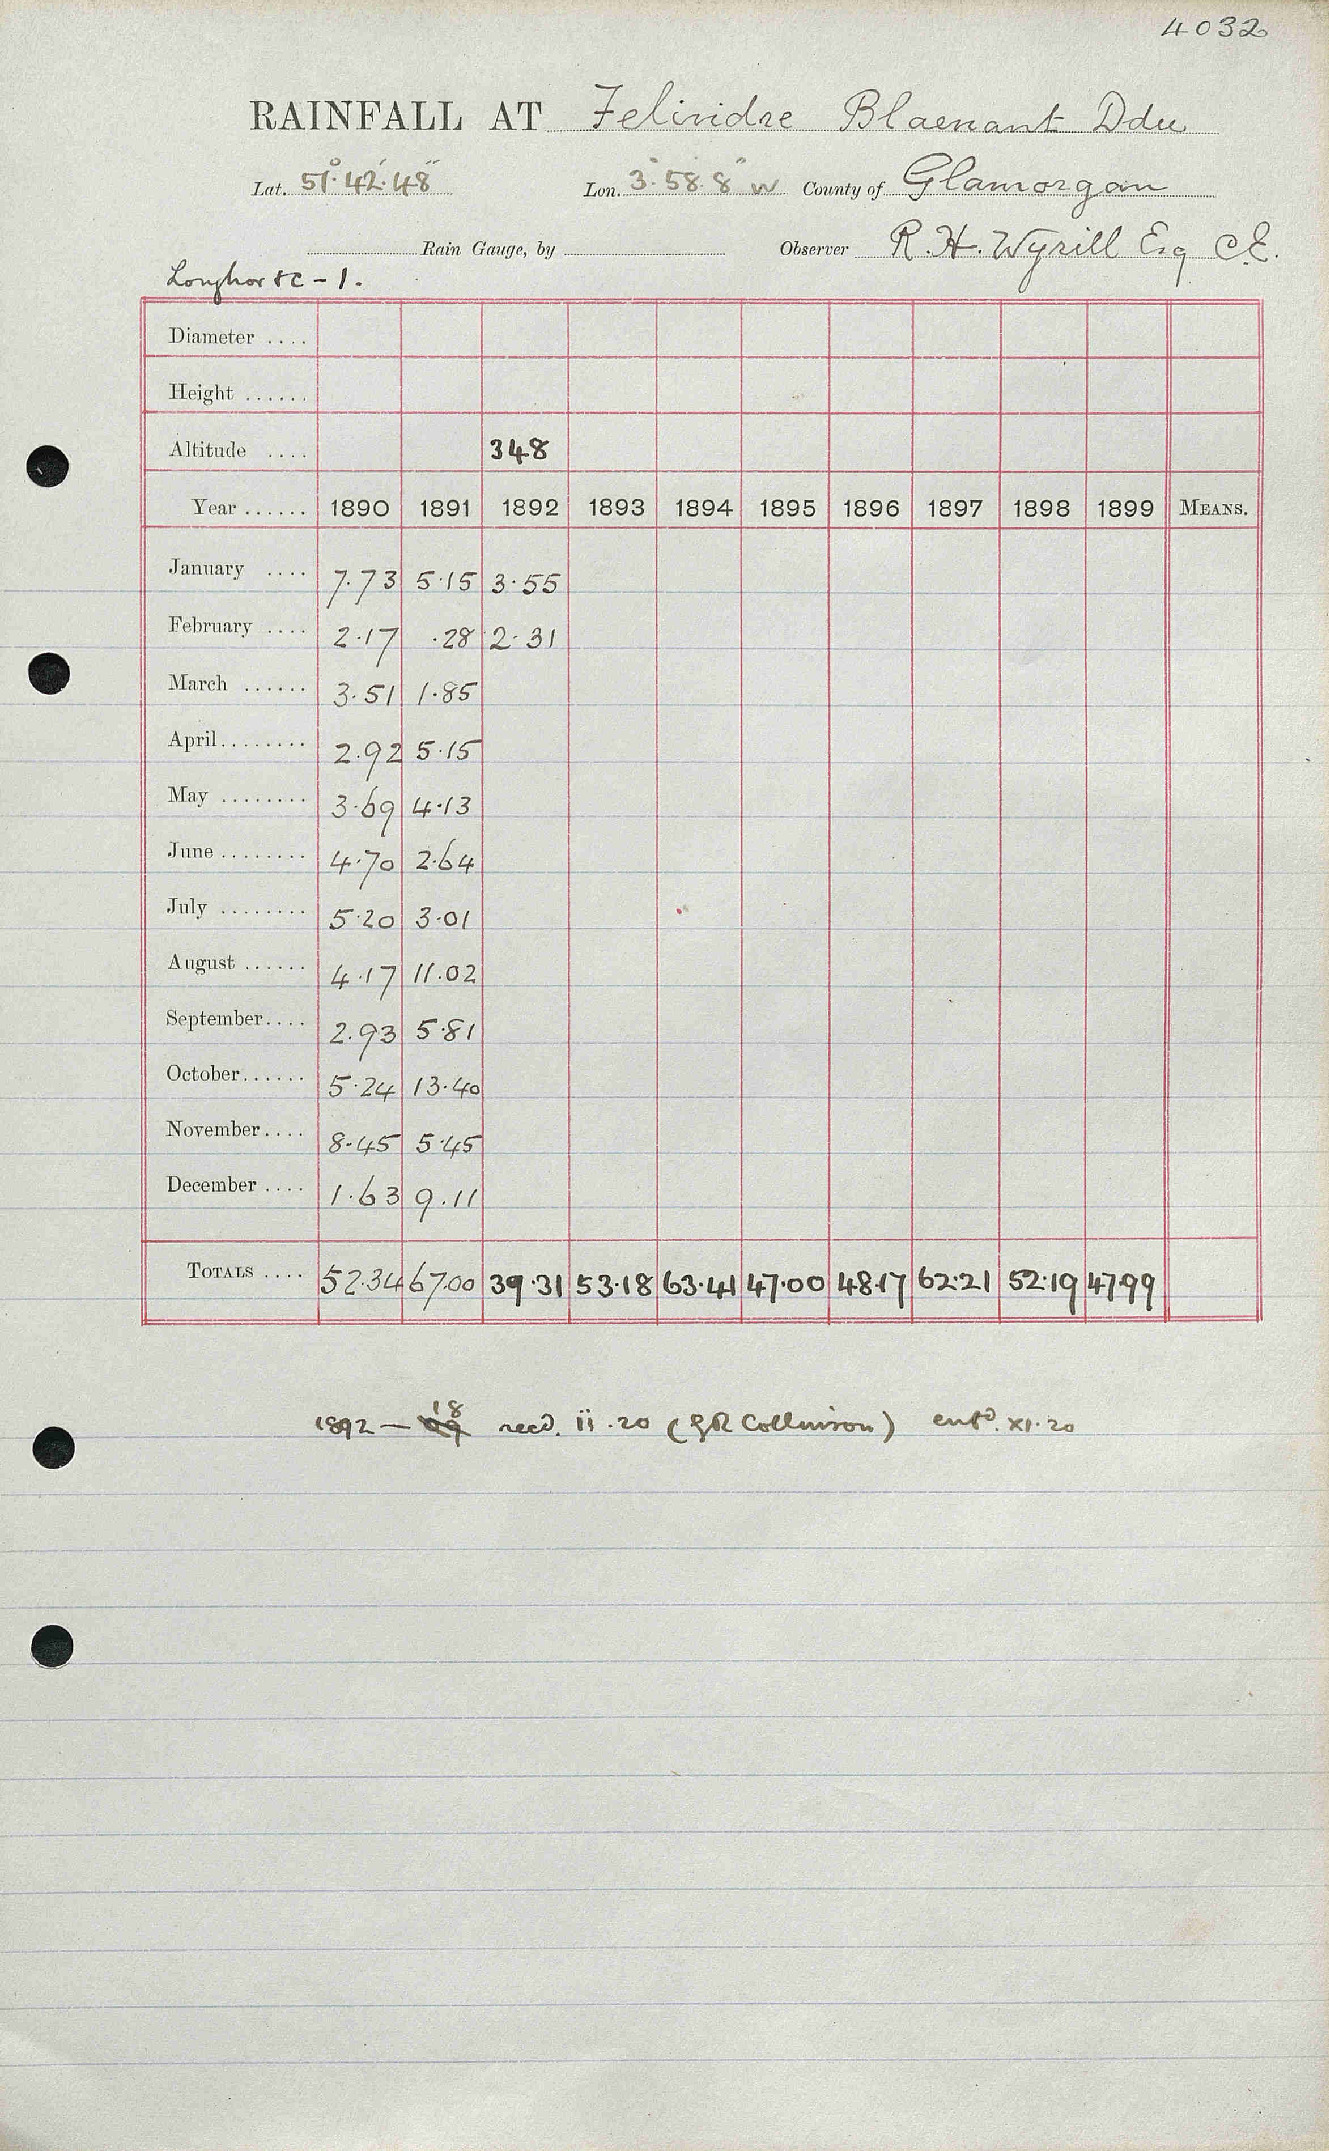 4032
RAINFALL AT Felindre Blaenant Ddu
Lat. 51° 42' 48" Lon. 3° 58' 8" W County of Glamorgan
Rain Gauge, by Observer R. H. Wyrill Esq C.E.
Loughor &c - 1.
Diameter ....
Height ......
Altitude .... 348
Year ...... 1890 1891 1892 1893 1894 1895 1896 1897 1898 1899 MEANS.
January .... 7.73 5.15 3.55
February .... 2.17 .28 2.31
March ...... 3.51 1.85
April ........ 2.92 5.15
May ........ 3.69 4.13
June ........ 4.70 2.64
July ........ 5.20 3.01
August ...... 4.17 11.02
September.... 2.93 5.81
October...... 5.24 13.40
November.... 8.45 5.45
December .... 1.63 9.11
TOTALS .... 52.34 67.00 39.31 53.18 63.41 47.00 48.17 62.21 52.19 47.99
1892 — 18 recd. ii.20 (GR Collinson) entd. XI.20